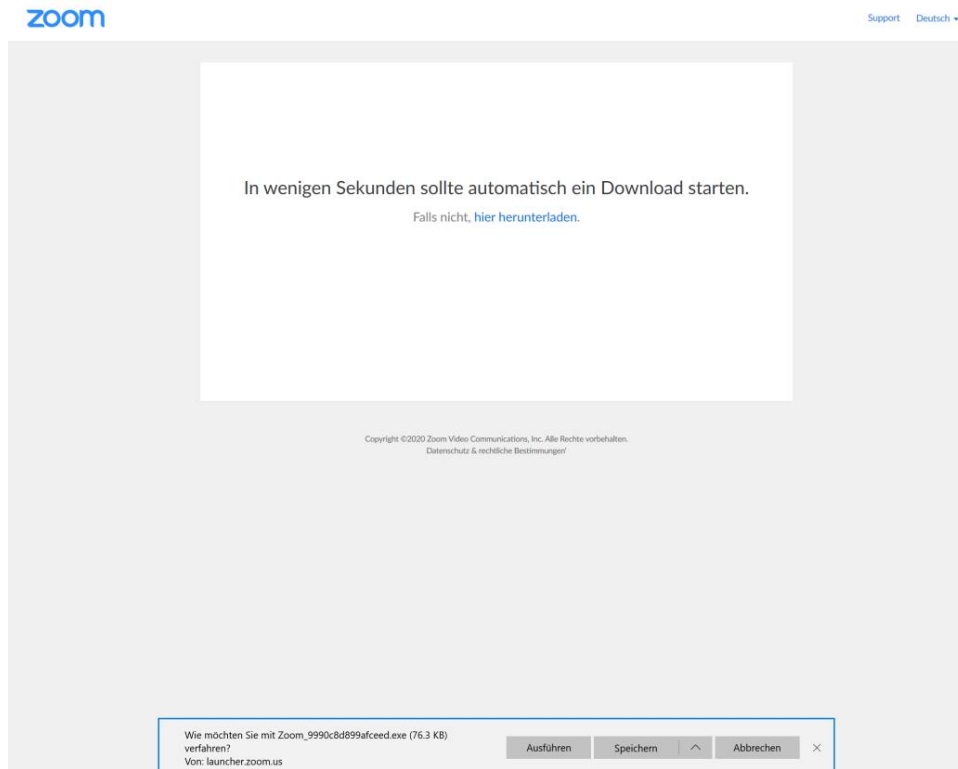 zoom
Support Deutsch
In wenigen Sekunden sollte automatisch ein Download starten.
Falls nicht, hier herunterladen.
Copyright ©2020 Zoom Video Communications, Inc. Alle Rechte vorbehalten.
Datenschutz & rechtliche Bestimmungen'
Wie möchten Sie mit Zoom_9990c8d899afceed.exe (76.3 KB)
verfahren?
Von: launcher.zoom.us
Ausführen Speichern Abbrechen